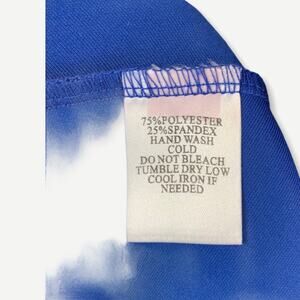 75%POLYESTER
25%SPANDEX
HAND WASH
COLD
DO NOT BLEACH
TUMBLE DRY LOW
COOL IRON IF
NEEDED